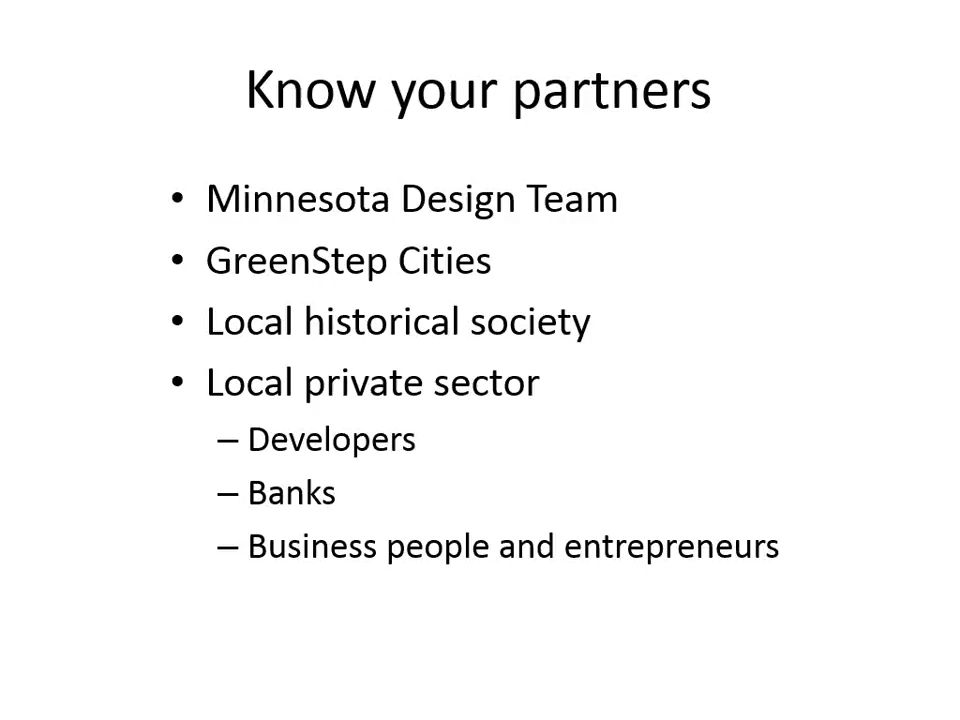 Know your partners
• Minnesota Design Team
• GreenStep Cities
• Local historical society
• Local private sector
– Developers
– Banks
– Business people and entrepreneurs